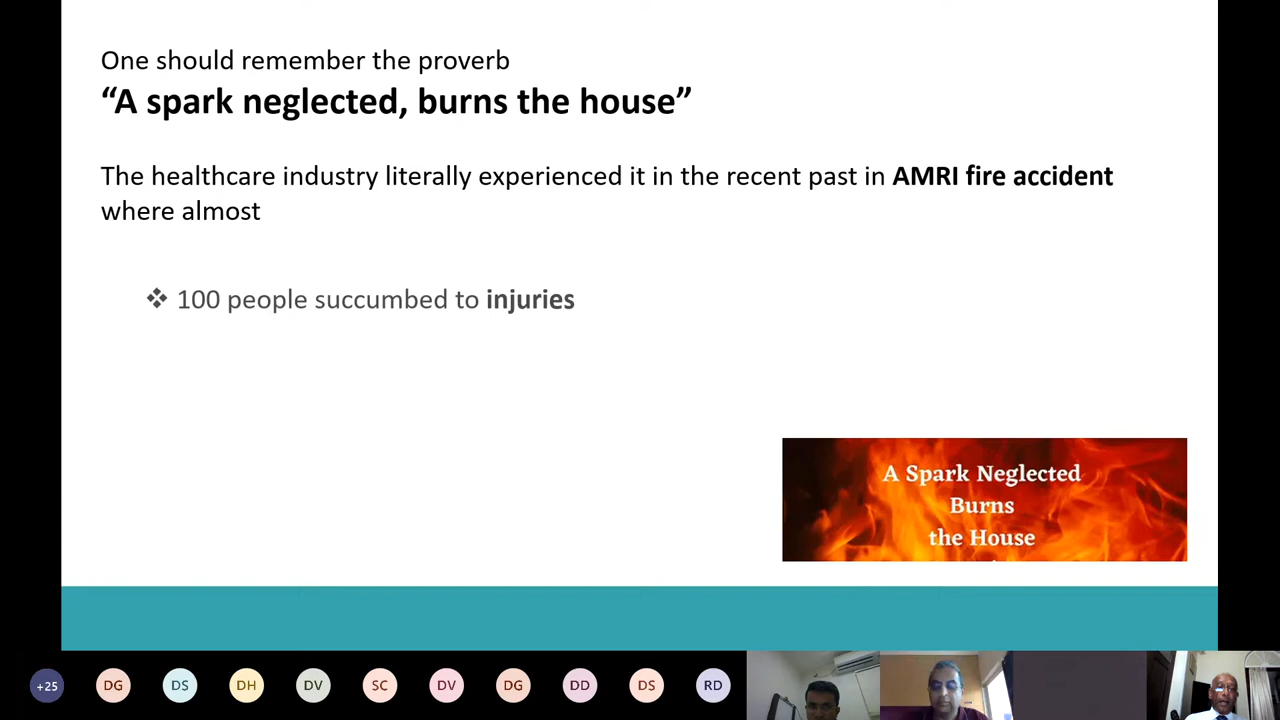 One should remember the proverb
“A spark neglected, burns the house”
The healthcare industry literally experienced it in the recent past in AMRI fire accident
where almost
❖ 100 people succumbed to injuries
A Spark Neglected
Burns
the House
+25 DG DS DH DV SC DV DG DD DS RD